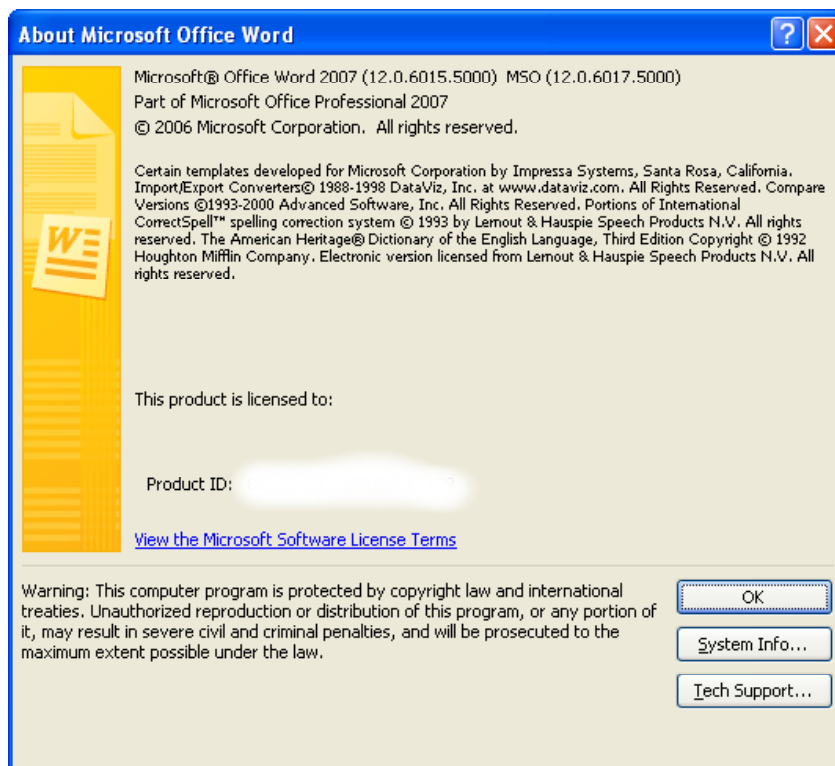 About Microsoft Office Word
Microsoft® Office Word 2007 (12.0.6015.5000)  MSO (12.0.6017.5000)
Part of Microsoft Office Professional 2007
© 2006 Microsoft Corporation.  All rights reserved.
Certain templates developed for Microsoft Corporation by Impressa Systems, Santa Rosa, California.
Import/Export Converters© 1988-1998 DataViz, Inc. at www.dataviz.com. All Rights Reserved. Compare
Versions ©1993-2000 Advanced Software, Inc. All Rights Reserved. Portions of International
CorrectSpell™ spelling correction system © 1993 by Lernout & Hauspie Speech Products N.V. All rights
reserved. The American Heritage® Dictionary of the English Language, Third Edition Copyright © 1992
Houghton Mifflin Company. Electronic version licensed from Lernout & Hauspie Speech Products N.V. All
rights reserved.
This product is licensed to:
Product ID:
View the Microsoft Software License Terms
Warning: This computer program is protected by copyright law and international
treaties. Unauthorized reproduction or distribution of this program, or any portion of
it, may result in severe civil and criminal penalties, and will be prosecuted to the
maximum extent possible under the law.
OK
System Info...
Tech Support...